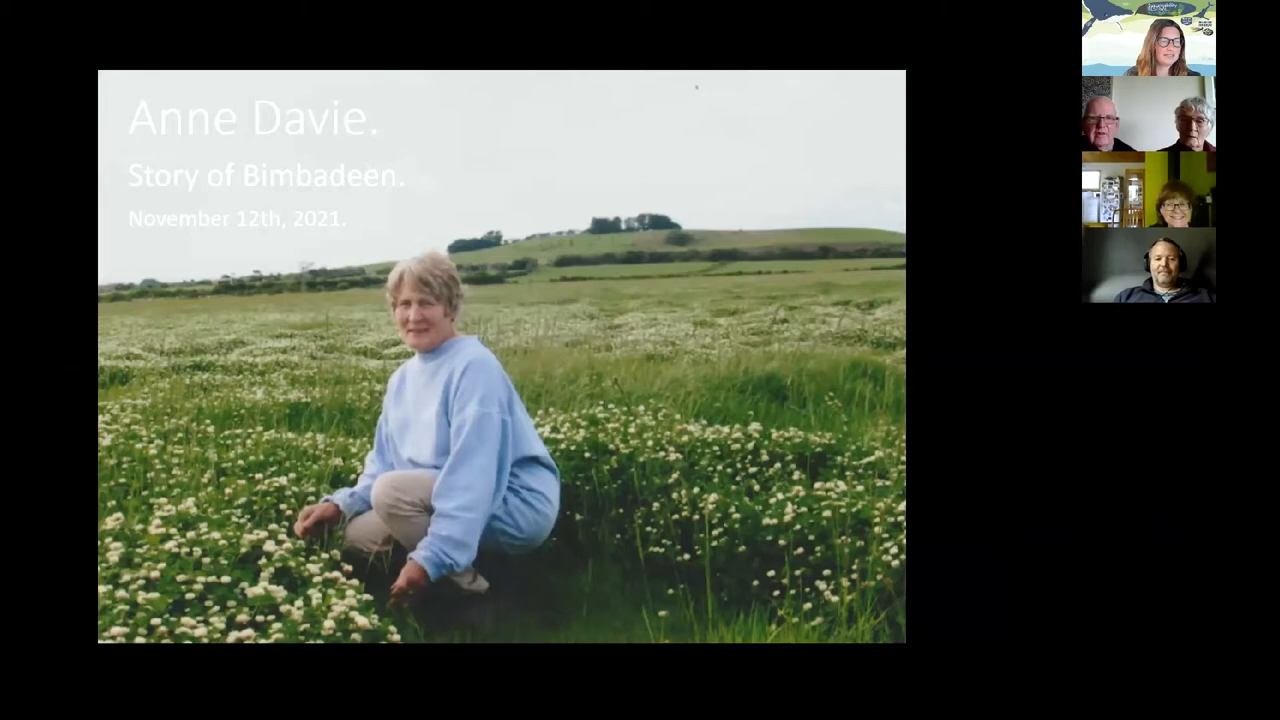 Anne Davie.
Story of Bimbadeen.
November 12th, 2021.